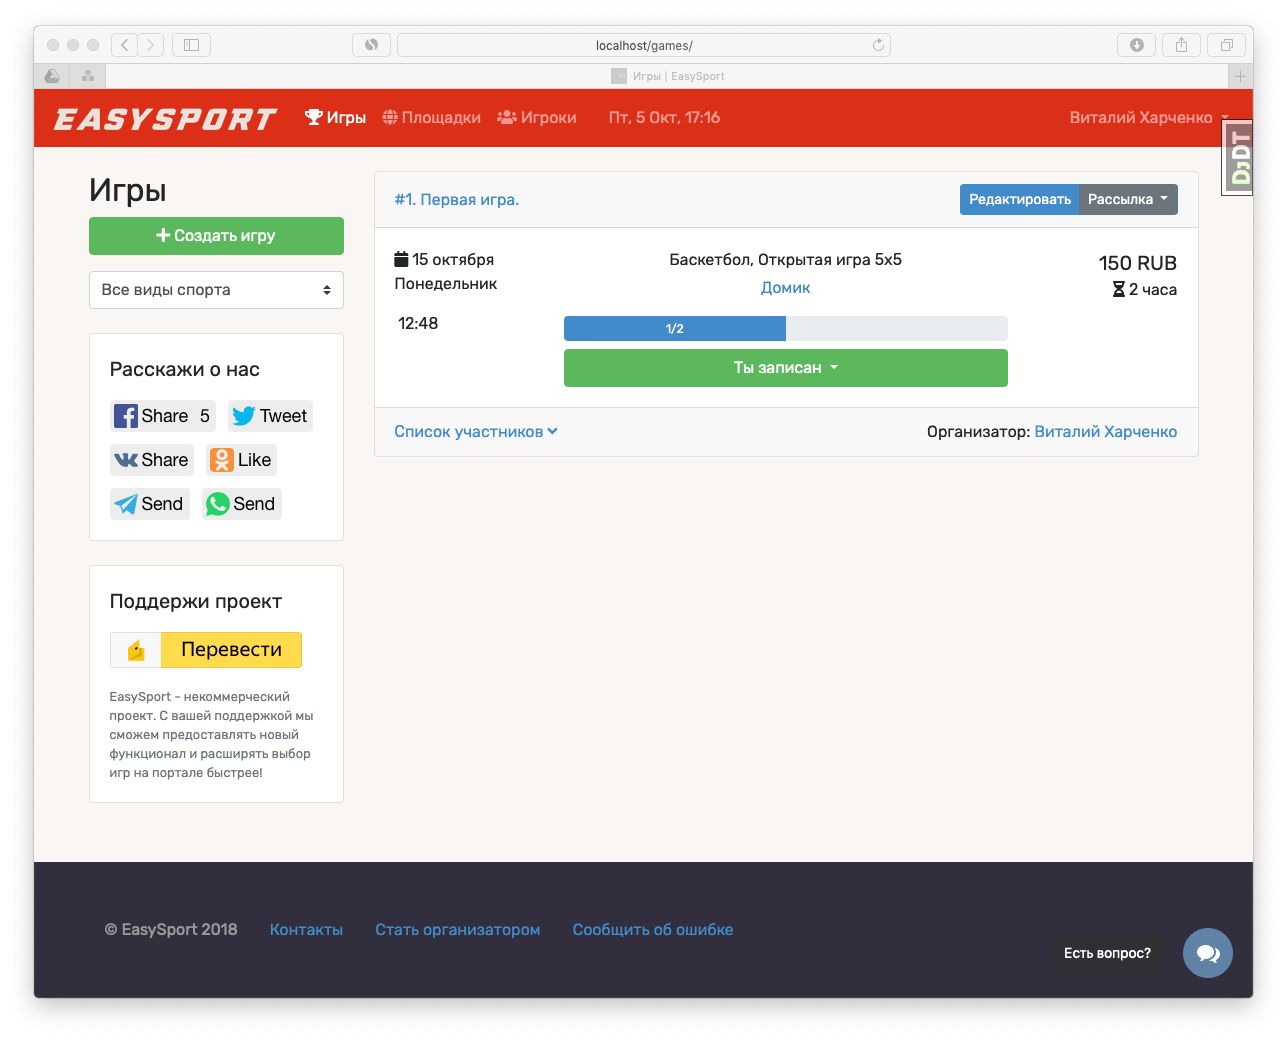 localhost/games/
Игры | EasySport
EASYSPORT
Игры
Площадки
Игроки
Пт, 5 Окт, 17:16
Виталий Харченко
DjDT
Игры
Создать игру
Все виды спорта
Расскажи о нас
Share 5
Tweet
Share
Like
Send
Send
Поддержи проект
Перевести
EasySport - некоммерческий
проект. С вашей поддержкой мы
сможем предоставлять новый
функционал и расширять выбор
игр на портале быстрее!
#1. Первая игра.
Редактировать
Рассылка
15 октября
Понедельник
12:48
Баскетбол, Открытая игра 5x5
Домик
1/2
Ты записан
150 RUB
2 часа
Список участников
Организатор: Виталий Харченко
© EasySport 2018
Контакты
Стать организатором
Сообщить об ошибке
Есть вопрос?